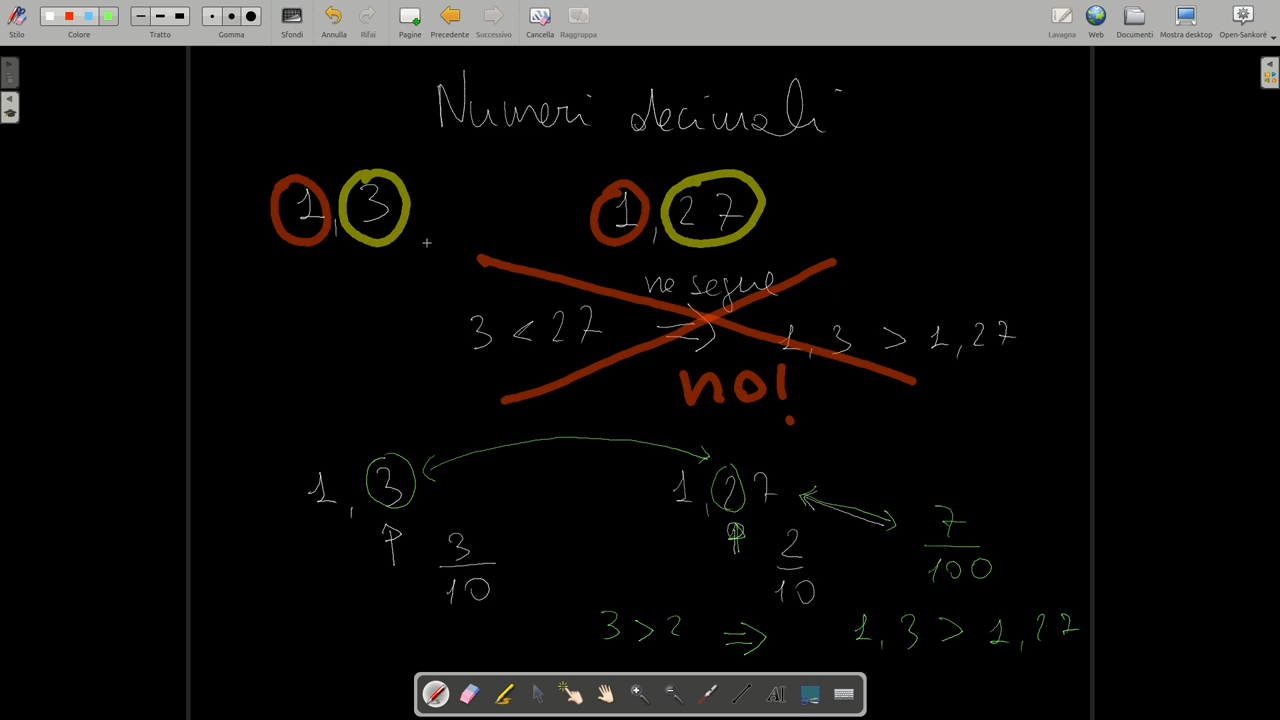 Stilo Colore Tratto Gomma Sfondi Annulla Rifai Pagine Precedente Successivo Cancella Raggruppa Lavagna Web Documenti Mostra desktop Open-Sankoré
Numeri decimali
1,3 1,27
ne segue
3 < 27 ⇒ 1,3 > 1,27
no!
1,3 1,27
3/10 2/10 7/100
3 > 2 ⇒ 1,3 > 1,27
AI